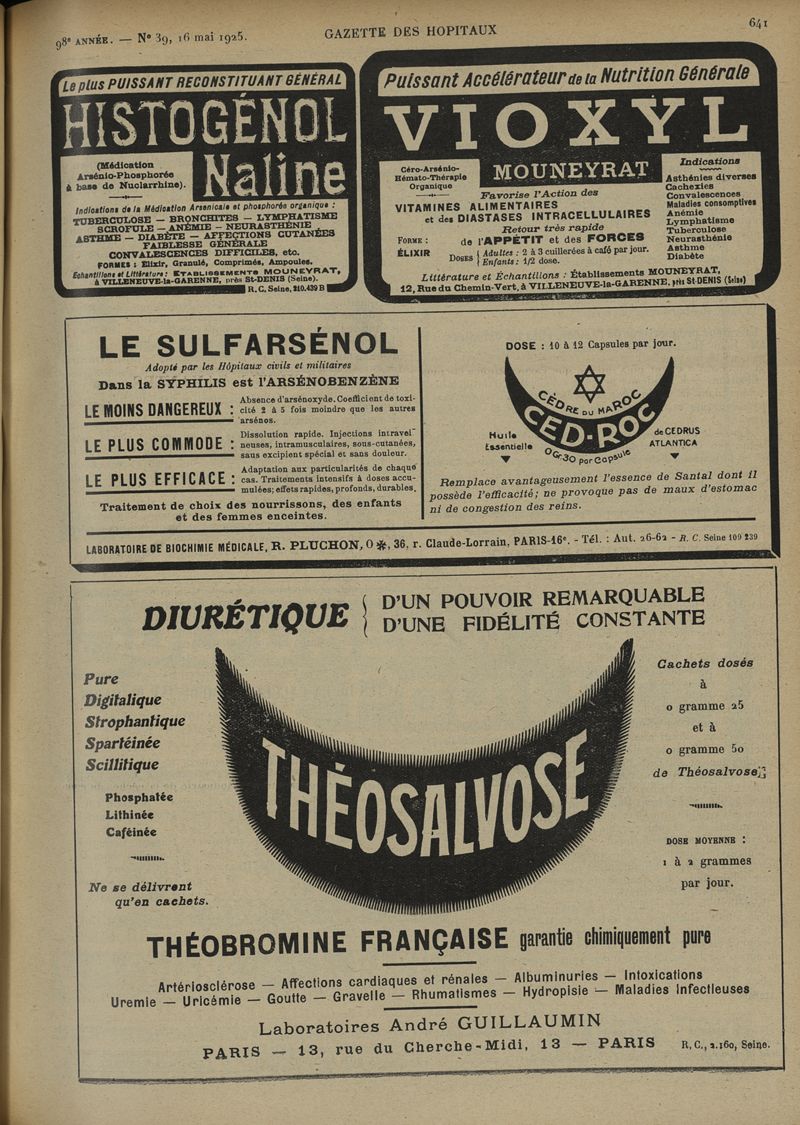 98e ANNÉE. — No 39, 16 mai 1925.
GAZETTE DES HOPITAUX
641
Le plus PUISSANT RECONSTITUANT GÉNÉRAL
HISTOGÉNOL
Naline
(Médication
Arsénio-Phosphorée
à base de Nuclarrhine).
Indications de la Médication Arsenicale et phosphorée organique :
TUBERCULOSE — BRONCHITES — LYMPHATISME
SCROFULE — ANÉMIE — NEURASTHÉNIE
ASTHME — DIABÈTE — AFFECTIONS CUTANÉES
FAIBLESSE GÉNÉRALE
CONVALESCENCES DIFFICILES, etc.
FORMES : Elixir, Granulé, Comprimés, Ampoules.
Échantillons et Littérature : ETABLISSEMENTS MOUNEYRAT,
à VILLENEUVE-la-GARENNE, près St-DENIS (Seine).
R.C. Seine, 210.439 B
Puissant Accélérateur de la Nutrition Générale
VIOXYL
MOUNEYRAT
Céro-Arsénio-
Hémato-Thérapie
Organique
Favorise l'Action des
VITAMINES ALIMENTAIRES
et des DIASTASES INTRACELLULAIRES
Retour très rapide
de l'APPÉTIT et des FORCES
FORME :
ÉLIXIR
DOSES { Adultes : 2 à 3 cuillerées à café par jour.
Enfants : 1/2 dose.
Indications
Asthénies diverses
Cachexies
Convalescences
Maladies consomptives
Anémie
Lymphatisme
Tuberculose
Neurasthénie
Asthme
Diabète
Littérature et Échantillons : Établissements MOUNEYRAT,
12, Rue du Chemin-Vert, à VILLENEUVE-la-GARENNE, près St-DENIS (Seine)
LE SULFARSÉNOL
Adopté par les Hôpitaux civils et militaires
Dans la SYPHILIS est l'ARSÉNOBENZÈNE
LE MOINS DANGEREUX : Absence d'arsénoxyde. Coefficient de toxi-
cité 2 à 5 fois moindre que les autres
arsénos.
LE PLUS COMMODE : Dissolution rapide. Injections intravei-
neuses, intramusculaires, sous-cutanées,
sans excipient spécial et sans douleur.
LE PLUS EFFICACE : Adaptation aux particularités de chaque
cas. Traitements intensifs à doses accu-
mulées; effets rapides, profonds, durables.
Traitement de choix des nourrissons, des enfants
et des femmes enceintes.
DOSE : 10 à 12 Capsules par jour.
CÈDRE DU MAROC
CED-ROC
0Gr30 par Capsule
Huile
Essentielle
de CEDRUS
ATLANTICA
Remplace avantageusement l'essence de Santal dont il
possède l'efficacité; ne provoque pas de maux d'estomac
ni de congestion des reins.
LABORATOIRE DE BIOCHIMIE MÉDICALE, R. PLUCHON, O ✻, 36, r. Claude-Lorrain, PARIS-16e. - Tél. : Aut. 26-62 - R. C. Seine 109 239
DIURÉTIQUE { D'UN POUVOIR REMARQUABLE
D'UNE FIDÉLITÉ CONSTANTE
Pure
Digitalique
Strophantique
Spartéinée
Scillitique
Phosphatée
Lithinée
Caféinée
Ne se délivrent
qu'en cachets.
THÉOSALVOSE
Cachets dosés
à
0 gramme 25
et à
0 gramme 50
de Théosalvose
DOSE MOYENNE :
1 à 2 grammes
par jour.
THÉOBROMINE FRANÇAISE garantie chimiquement pure
Artériosclérose — Affections cardiaques et rénales — Albuminuries — Intoxications
Uremie — Uricémie — Goutte — Gravelle — Rhumatismes — Hydropisie — Maladies Infectieuses
Laboratoires André GUILLAUMIN
PARIS — 13, rue du Cherche-Midi, 13 — PARIS R, C., 2.160, Seine.